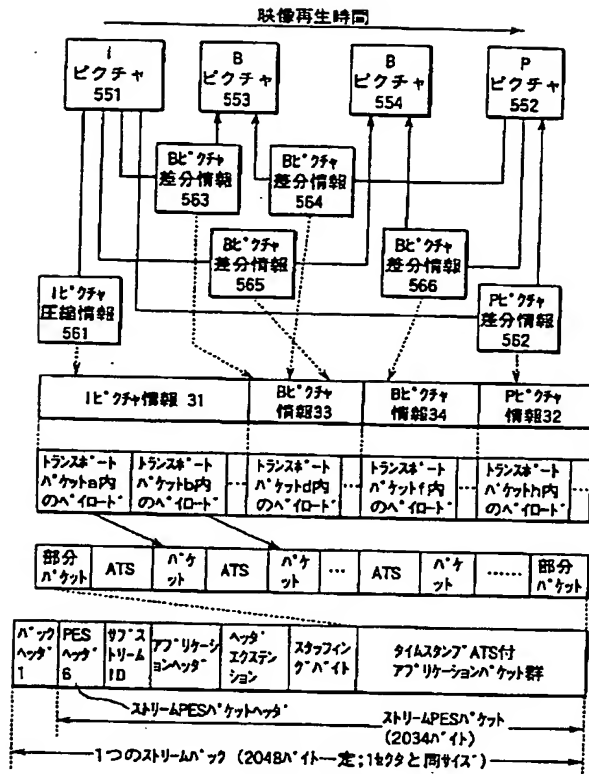 映像再生時間
I
ピクチャ
551
B
ピクチャ
553
B
ピクチャ
554
P
ピクチャ
552
Bピクチャ
差分情報
563
Bピクチャ
差分情報
564
Bピクチャ
差分情報
565
Bピクチャ
差分情報
566
Iピクチャ
圧縮情報
561
Pピクチャ
差分情報
562
Iピクチャ情報 31
Bピクチャ
情報33
Bピクチャ
情報34
Pピクチャ
情報32
トランスポート
パケットa内
のペイロード
トランスポート
パケットb内
のペイロード
…
トランスポート
パケットd内
のペイロード
…
トランスポート
パケットf内
のペイロード
…
トランスポート
パケットh内
のペイロード
…
部分
パケット
ATS
パケ
ット
ATS
パケ
ット
…
ATS
パケ
ット
……
部分
パケット
パック
ヘッダ
1
PES
ヘッダ
6
サブス
トリーム
ID
アプリケーシ
ョンヘッダ
ヘッダ
エクステン
ション
スタッフィン
グバイト
タイムスタンプATS付
アプリケーションパケット群
ストリームPESパケットヘッダ
ストリームPESパケット
(2034バイト)
1つのストリームパック (2048バイト一定;1セクタと同サイズ)